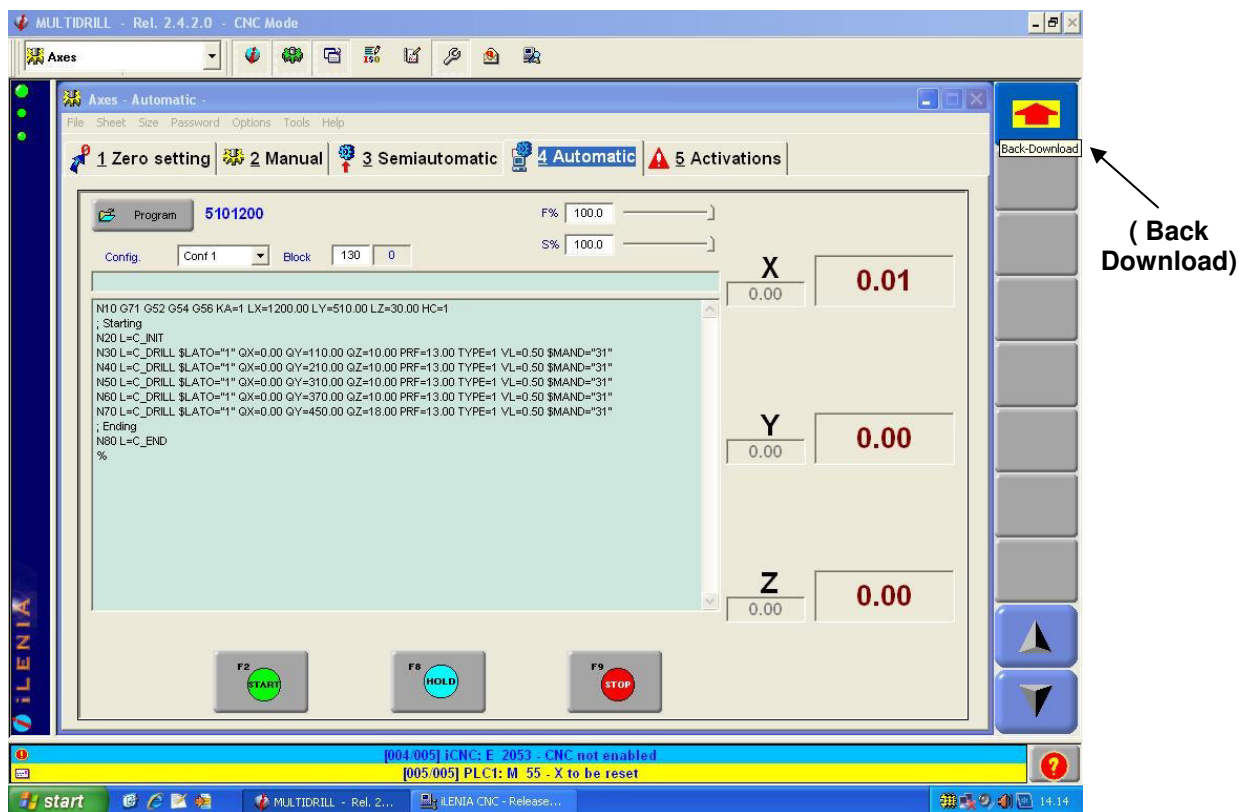 MULTIDRILL - Rel. 2.4.2.0 - CNC Mode
Axes
ISO
Axes - Automatic -
File Sheet Size Password Options Tools Help
1 Zero setting 2 Manual 3 Semiautomatic 4 Automatic 5 Activations
Back-Download
( Back
Download)
Program 5101200
F% 100.0
S% 100.0
Config. Conf 1 Block 130 0
X 0.01
0.00
N10 G71 G52 G54 G56 KA=1 LX=1200.00 LY=510.00 LZ=30.00 HC=1
; Starting
N20 L=C_INIT
N30 L=C_DRILL $LATO="1" QX=0.00 QY=110.00 QZ=10.00 PRF=13.00 TYPE=1 VL=0.50 $MAND="31"
N40 L=C_DRILL $LATO="1" QX=0.00 QY=210.00 QZ=10.00 PRF=13.00 TYPE=1 VL=0.50 $MAND="31"
N50 L=C_DRILL $LATO="1" QX=0.00 QY=310.00 QZ=10.00 PRF=13.00 TYPE=1 VL=0.50 $MAND="31"
N60 L=C_DRILL $LATO="1" QX=0.00 QY=370.00 QZ=10.00 PRF=13.00 TYPE=1 VL=0.50 $MAND="31"
N70 L=C_DRILL $LATO="1" QX=0.00 QY=450.00 QZ=18.00 PRF=13.00 TYPE=1 VL=0.50 $MAND="31"
; Ending
N80 L=C_END
%
Y 0.00
0.00
Z 0.00
0.00
F2 START
F8 HOLD
F9 STOP
iLENIA
[004/005] iCNC: E 2053 - CNC not enabled
[005/005] PLC1: M 55 - X to be reset
start MULTIDRILL - Rel. 2... iLENIA CNC - Release... 14.14